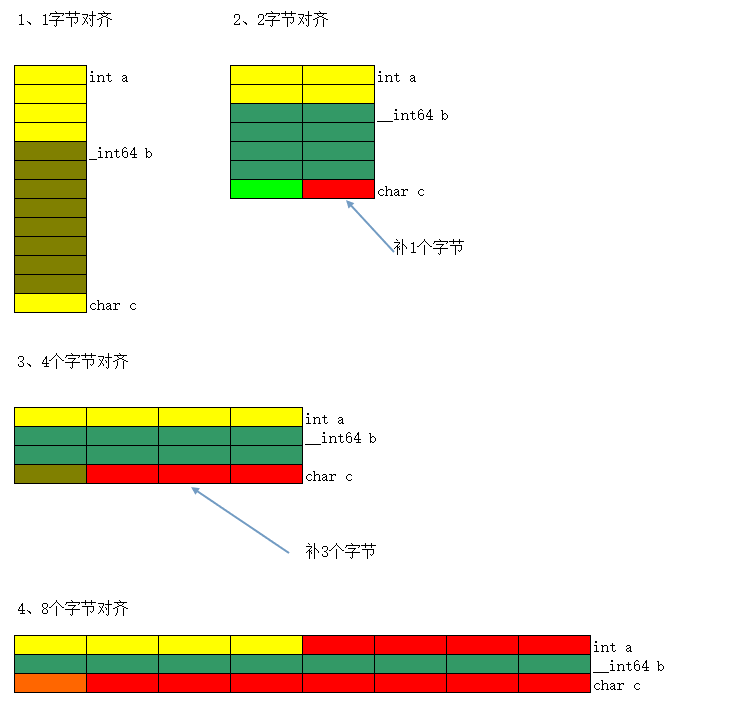 1、1字节对齐 2、2字节对齐
int a int a
__int64 b
_int64 b
char c
补1个字节
char c
3、4个字节对齐
int a
__int64 b
char c
补3个字节
4、8个字节对齐
int a
__int64 b
char c